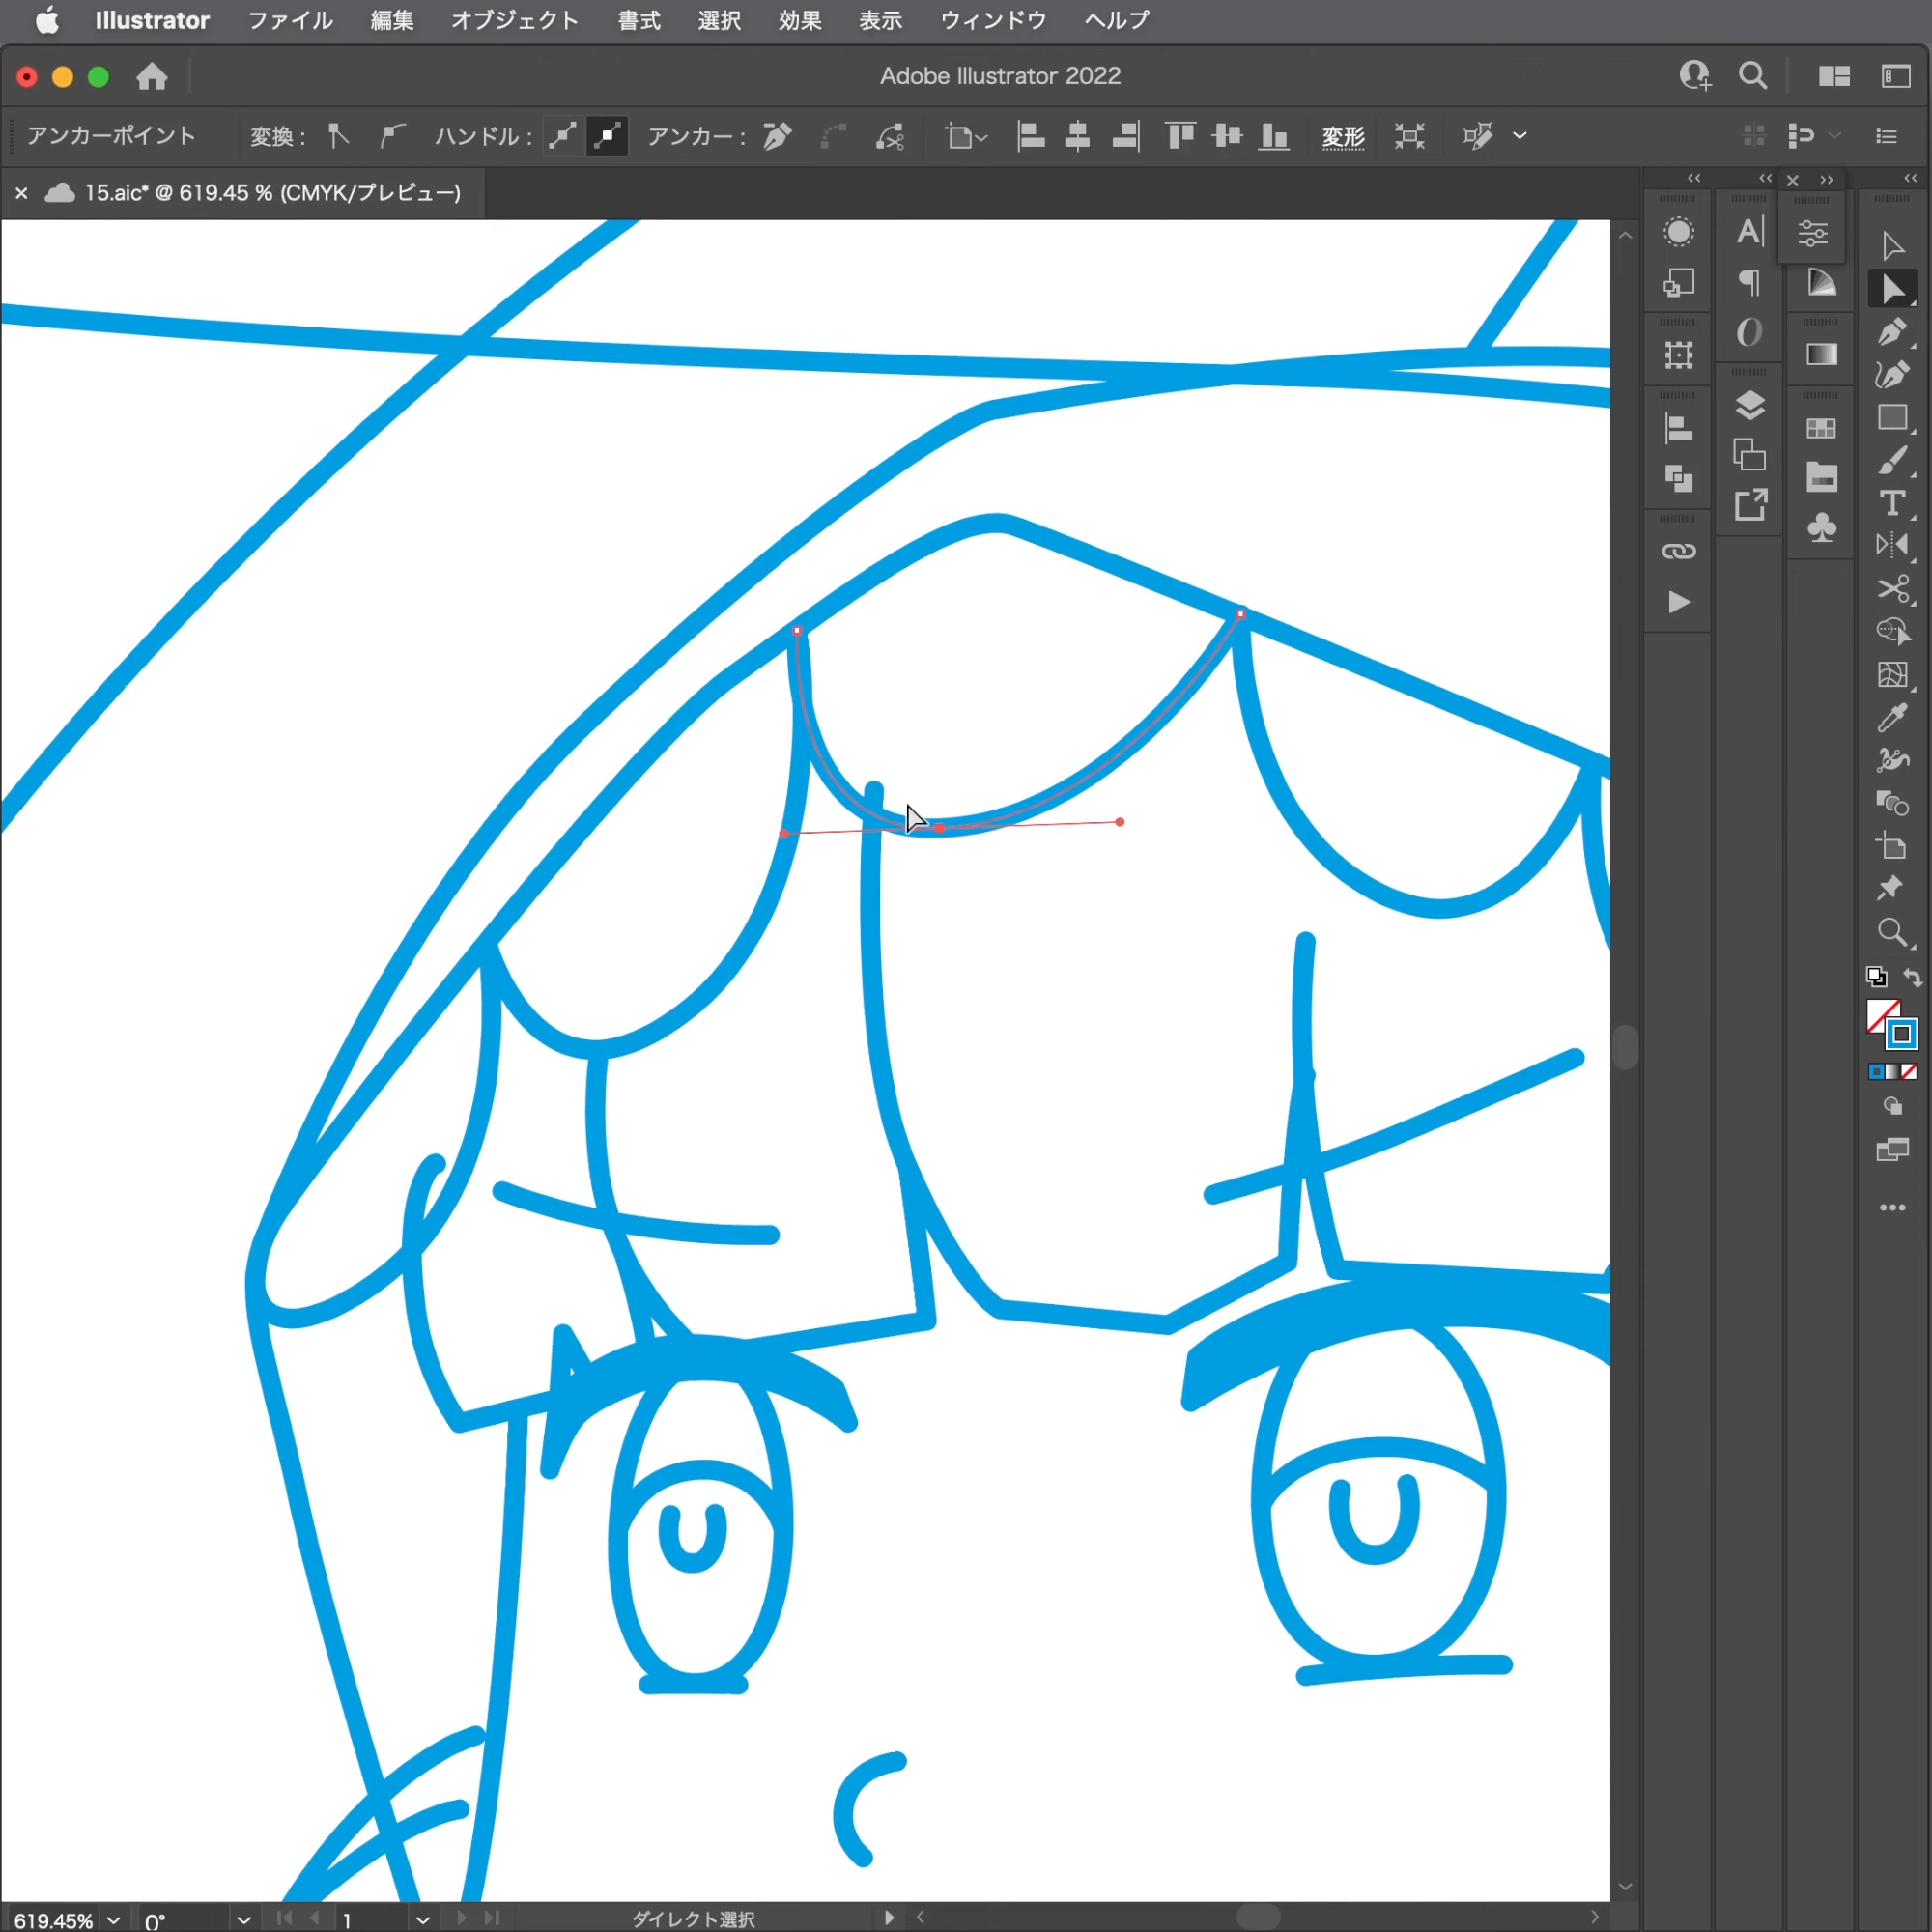 Illustrator ファイル 編集 オブジェクト 書式 選択 効果 表示 ウィンドウ ヘルプ
Adobe Illustrator 2022
アンカーポイント 変換： ハンドル： アンカー： 変形
× 15.aic* @ 619.45 % (CMYK/プレビュー)
619.45% 0° 1 ダイレクト選択